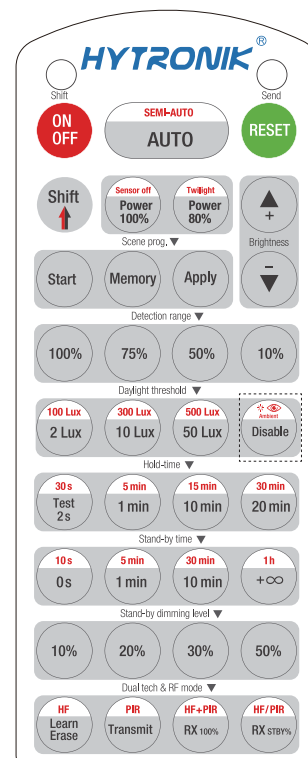 HYTRONIK®
Shift Send
ON
OFF
SEMI-AUTO
AUTO
RESET
Shift
Sensor off
Power
100%
Twilight
Power
80%
+
Brightness
−
Scene prog. ▼
Start Memory Apply
Detection range ▼
100% 75% 50% 10%
Daylight threshold ▼
100 Lux 300 Lux 500 Lux Ambient
2 Lux 10 Lux 50 Lux Disable
Hold-time ▼
30s 5 min 15 min 30 min
Test
2s
1 min 10 min 20 min
Stand-by time ▼
10s 5 min 30 min 1h
0s 1 min 10 min +∞
Stand-by dimming level ▼
10% 20% 30% 50%
Dual tech & RF mode ▼
HF PIR HF+PIR HF/PIR
Learn
Erase
Transmit RX 100% RX STBY%